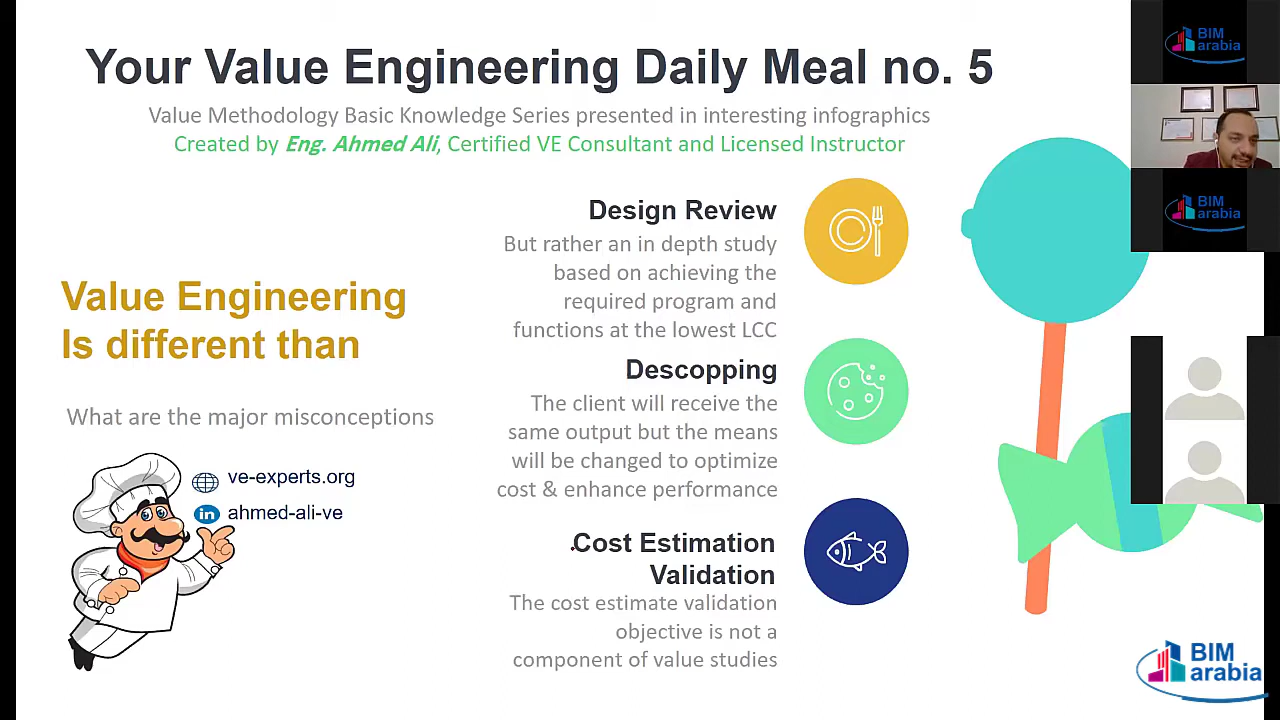 Your Value Engineering Daily Meal no. 5
Value Methodology Basic Knowledge Series presented in interesting infographics
Created by Eng. Ahmed Ali, Certified VE Consultant and Licensed Instructor
Value Engineering
Is different than
What are the major misconceptions
ve-experts.org
in ahmed-ali-ve
Design Review
But rather an in depth study
based on achieving the
required program and
functions at the lowest LCC
Descopping
The client will receive the
same output but the means
will be changed to optimize
cost & enhance performance
Cost Estimation
Validation
The cost estimate validation
objective is not a
component of value studies
BIM
arabia
BIM
arabia
BIM
arabia